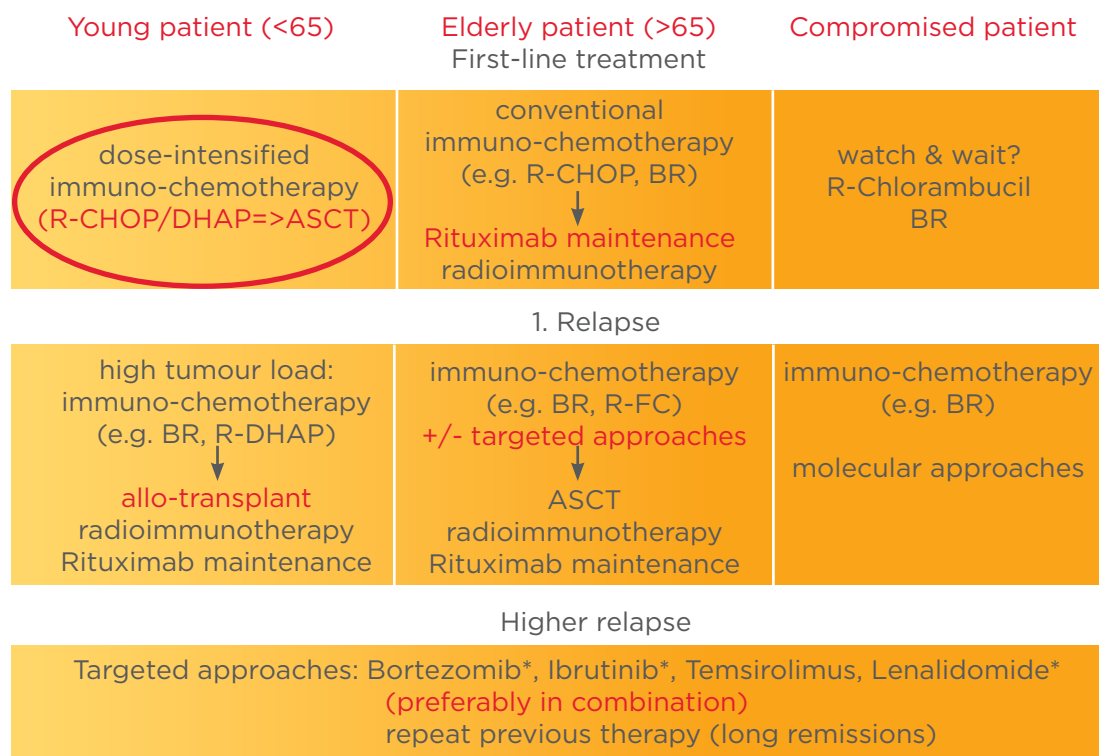 Young patient (<65)
Elderly patient (>65)
Compromised patient
First-line treatment
dose-intensified
immuno-chemotherapy
(R-CHOP/DHAP=>ASCT)
conventional
immuno-chemotherapy
(e.g. R-CHOP, BR)
Rituximab maintenance
radioimmunotherapy
watch & wait?
R-Chlorambucil
BR
1. Relapse
high tumour load:
immuno-chemotherapy
(e.g. BR, R-DHAP)
allo-transplant
radioimmunotherapy
Rituximab maintenance
immuno-chemotherapy
(e.g. BR, R-FC)
+/- targeted approaches
ASCT
radioimmunotherapy
Rituximab maintenance
immuno-chemotherapy
(e.g. BR)
molecular approaches
Higher relapse
Targeted approaches: Bortezomib*, Ibrutinib*, Temsirolimus, Lenalidomide*
(preferably in combination)
repeat previous therapy (long remissions)